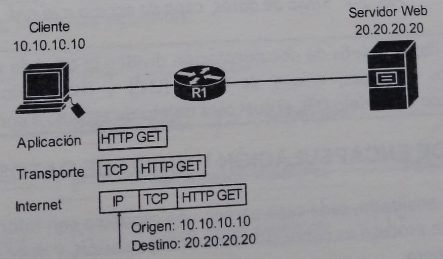 Cliente
10.10.10.10
Servidor Web
20.20.20.20
R1
Aplicación HTTP GET
Transporte TCP HTTP GET
Internet IP TCP HTTP GET
Origen: 10.10.10.10
Destino: 20.20.20.20